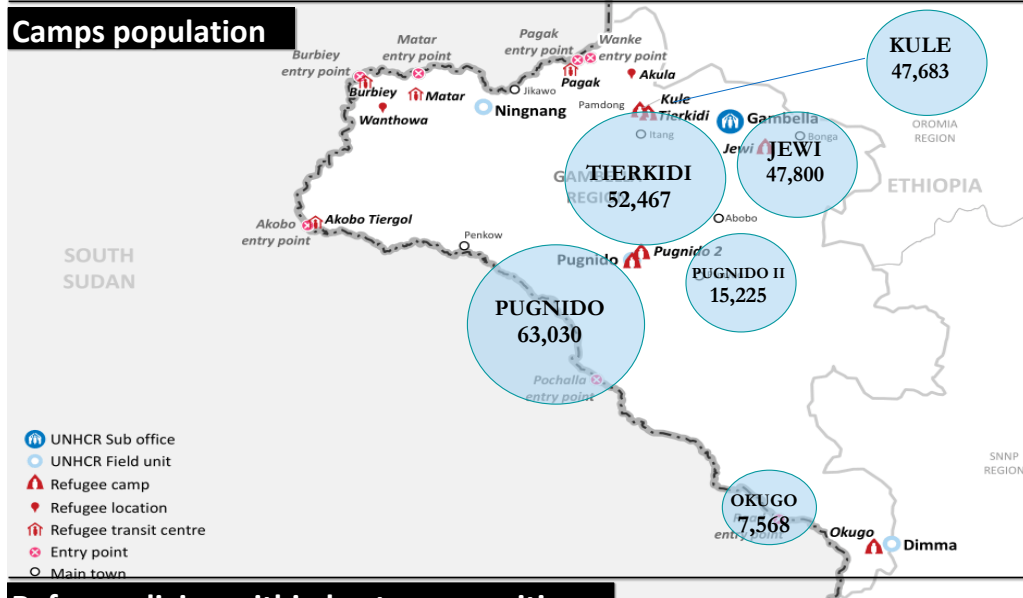 Camps population
Burbiey
entry point
Matar
entry point
Pagak
entry point
Wanke
entry point
KULE
47,683
Burbiey
Matar
Wanthowa
Jikawo
Ningnang
Pagak
Akula
Pamdong
Kule
Tierkidi
Itang
Gambella
Bonga
OROMIA
REGION
Jewi
JEWI
47,800
TIERKIDI
52,467
GAMBELLA
REGION
ETHIOPIA
Abobo
Akobo
entry point
Akobo Tiergol
Penkow
SOUTH
SUDAN
Pugnido
Pugnido 2
PUGNIDO II
15,225
PUGNIDO
63,030
Pochalla
entry point
UNHCR Sub office
UNHCR Field unit
Refugee camp
Refugee location
Refugee transit centre
Entry point
Main town
SNNP
REGION
OKUGO
7,568
entry point
Okugo
Dimma